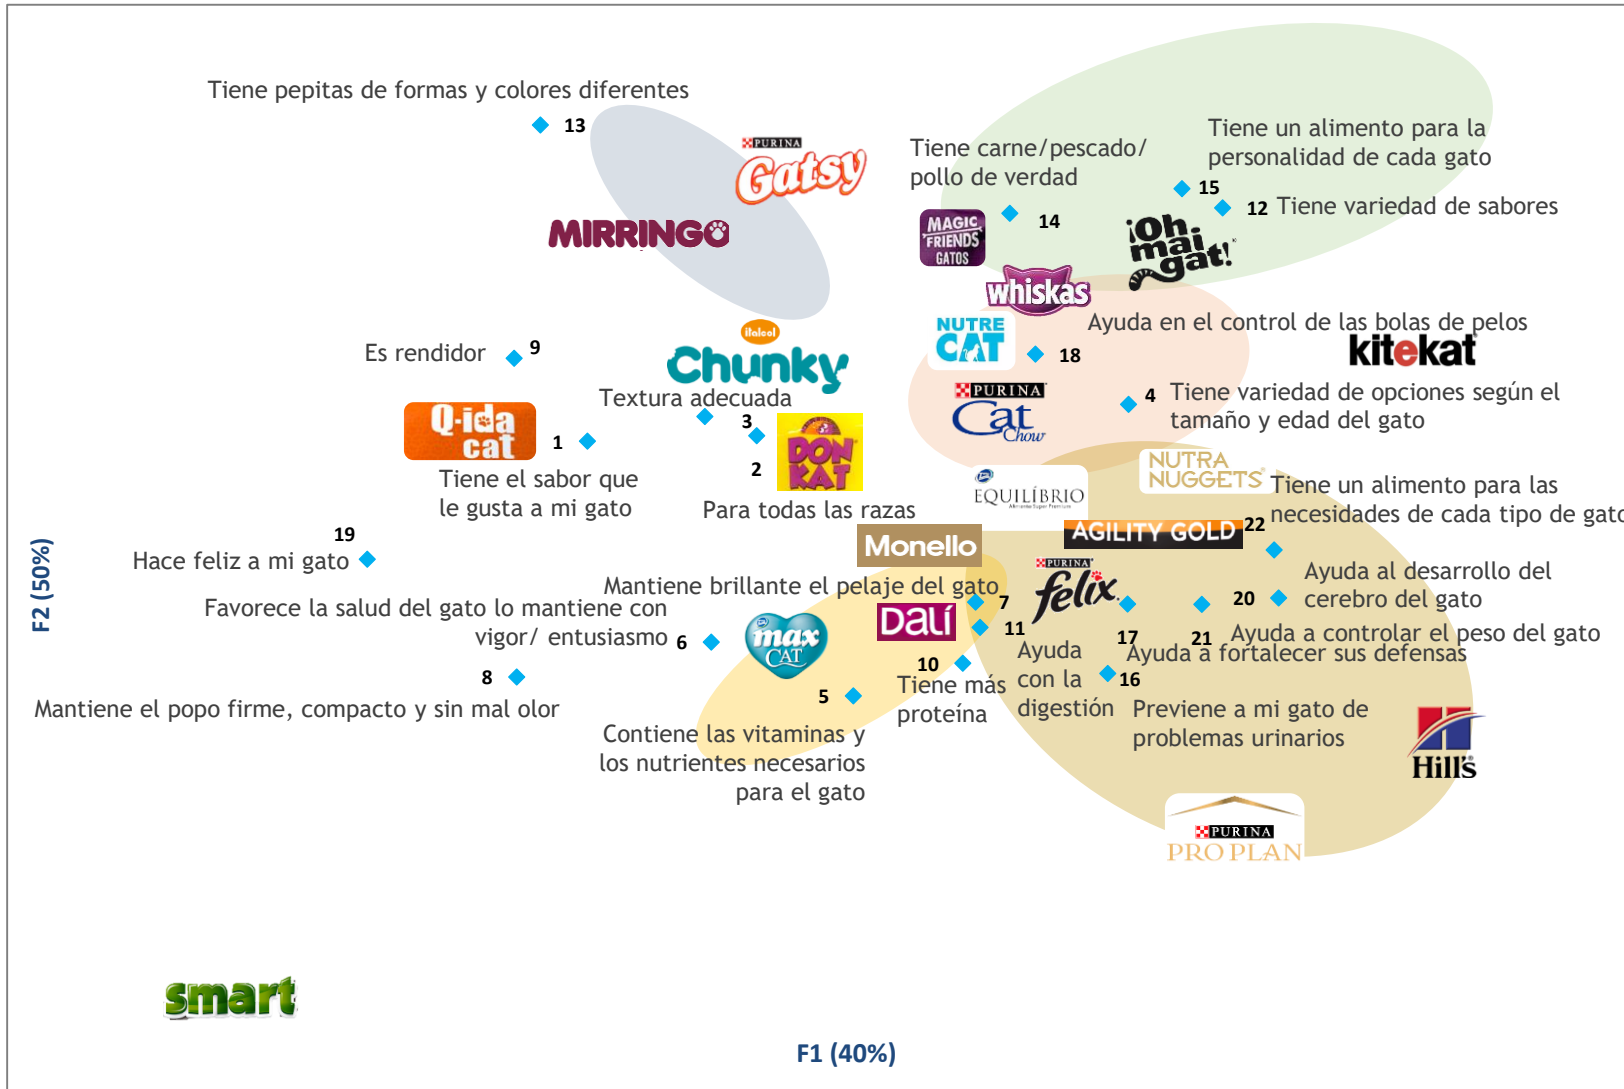 Tiene pepitas de formas y colores diferentes
13
PURINA
Gatsy
MIRRINGO
Tiene carne/pescado/
pollo de verdad
14
MAGIC
FRIENDS
GATOS
Tiene un alimento para la
personalidad de cada gato
15
12 Tiene variedad de sabores
¡Oh
mai
gat!
whiskas
NUTRE
CAT
Ayuda en el control de las bolas de pelos
18
kitekat
italcol
Chunky
Es rendidor
9
Textura adecuada
3
PURINA
Cat
Chow
4 Tiene variedad de opciones según el
tamaño y edad del gato
Q-ida
cat
1
Tiene el sabor que
le gusta a mi gato
2
DON
KAT
Para todas las razas
EQUILÍBRIO
NUTRA
NUGGETS
Tiene un alimento para las
necesidades de cada tipo de gato
22
AGILITY GOLD
19
Hace feliz a mi gato
Monello
Mantiene brillante el pelaje del gato
7
PURINA
felix
Ayuda al desarrollo del
cerebro del gato
20
Favorece la salud del gato lo mantiene con
vigor/ entusiasmo
6
max
CAT
Dalí
11
Ayuda
con la
digestión
17
21
Ayuda a controlar el peso del gato
Ayuda a fortalecer sus defensas
8
Mantiene el popo firme, compacto y sin mal olor
10
Tiene más
proteína
16
Previene a mi gato de
problemas urinarios
5
Contiene las vitaminas y
los nutrientes necesarios
para el gato
Hill's
PURINA
PRO PLAN
smart
F2 (50%)
F1 (40%)